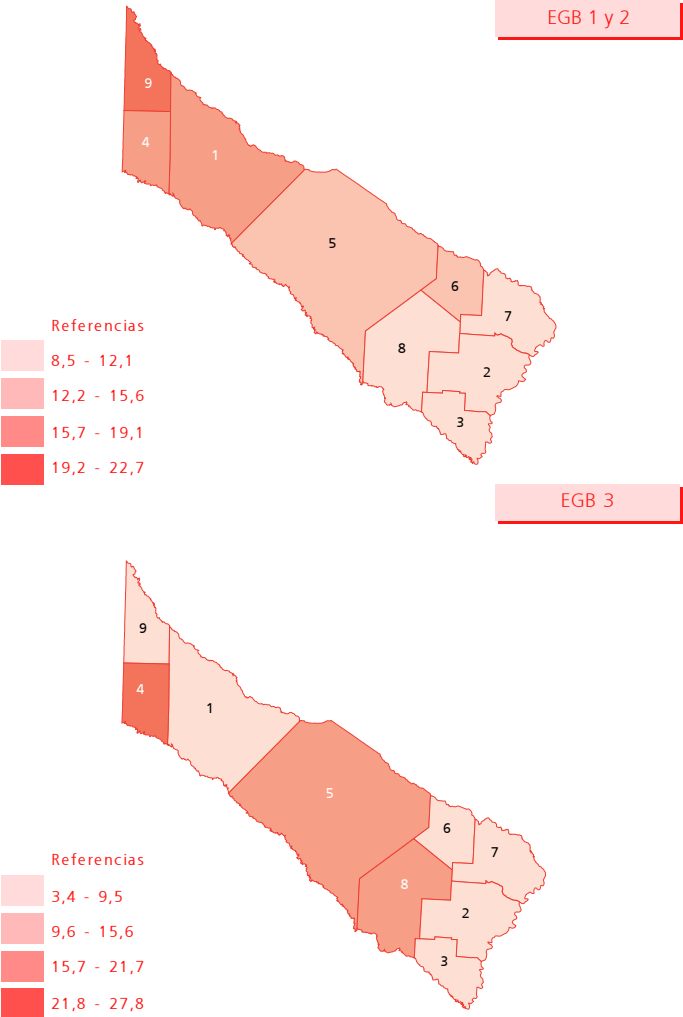 EGB 1 y 2
9
4
1
5
6
7
8
2
3
Referencias
8,5 - 12,1
12,2 - 15,6
15,7 - 19,1
19,2 - 22,7
EGB 3
9
4
1
5
6
7
8
2
3
Referencias
3,4 - 9,5
9,6 - 15,6
15,7 - 21,7
21,8 - 27,8